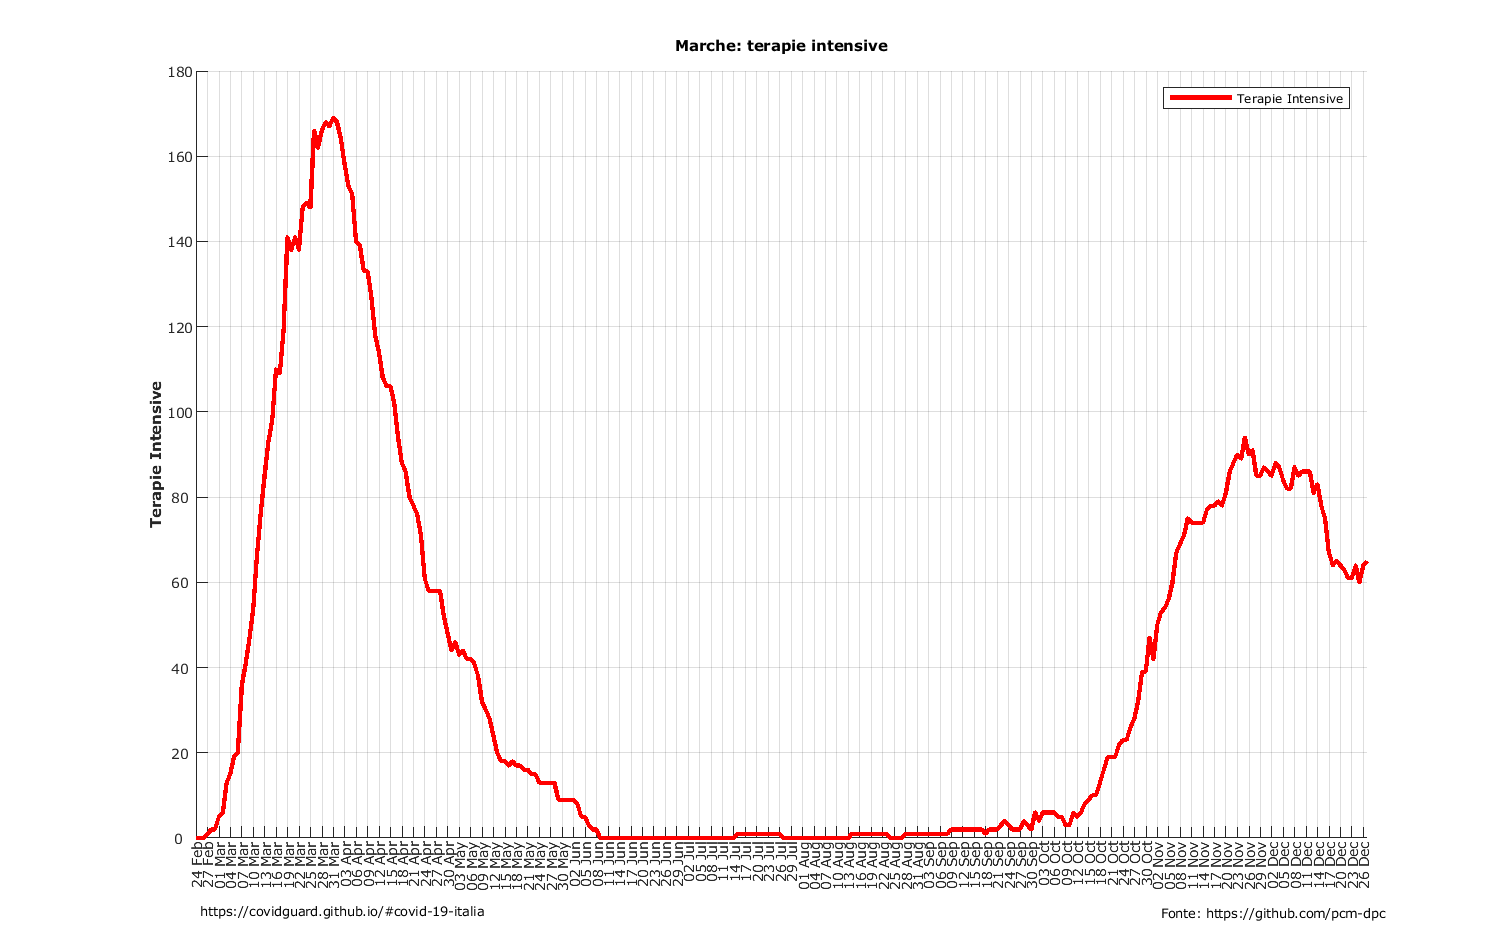 Marche: terapie intensive
Terapie Intensive
180
160
140
120
100
80
60
40
20
0
Terapie Intensive
24 Feb
27 Feb
01 Mar
04 Mar
07 Mar
10 Mar
13 Mar
16 Mar
19 Mar
22 Mar
25 Mar
28 Mar
31 Mar
03 Apr
06 Apr
09 Apr
12 Apr
15 Apr
18 Apr
21 Apr
24 Apr
27 Apr
30 Apr
03 May
06 May
09 May
12 May
15 May
18 May
21 May
24 May
27 May
30 May
02 Jun
05 Jun
08 Jun
11 Jun
14 Jun
17 Jun
20 Jun
23 Jun
26 Jun
29 Jun
02 Jul
05 Jul
08 Jul
11 Jul
14 Jul
17 Jul
20 Jul
23 Jul
26 Jul
29 Jul
01 Aug
04 Aug
07 Aug
10 Aug
13 Aug
16 Aug
19 Aug
22 Aug
25 Aug
28 Aug
31 Aug
03 Sep
06 Sep
09 Sep
12 Sep
15 Sep
18 Sep
21 Sep
24 Sep
27 Sep
30 Sep
03 Oct
06 Oct
09 Oct
12 Oct
15 Oct
18 Oct
21 Oct
24 Oct
27 Oct
30 Oct
02 Nov
05 Nov
08 Nov
11 Nov
14 Nov
17 Nov
20 Nov
23 Nov
26 Nov
29 Nov
02 Dec
05 Dec
08 Dec
11 Dec
14 Dec
17 Dec
20 Dec
23 Dec
26 Dec
https://covidguard.github.io/#covid-19-italia
Fonte: https://github.com/pcm-dpc